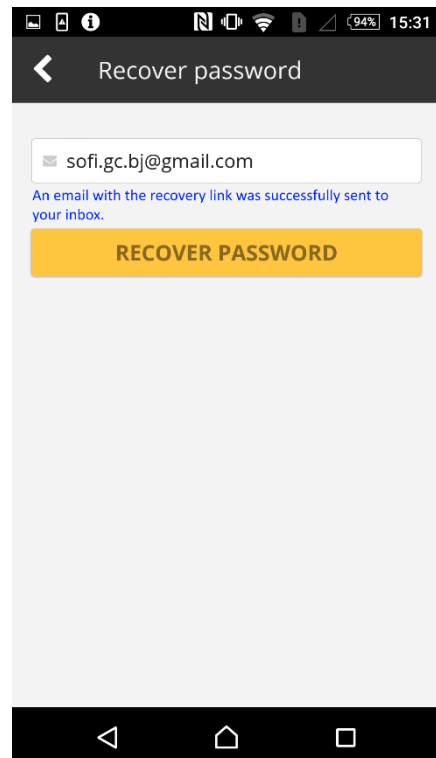 94% 15:31
Recover password
sofi.gc.bj@gmail.com
An email with the recovery link was successfully sent to
your inbox.
RECOVER PASSWORD